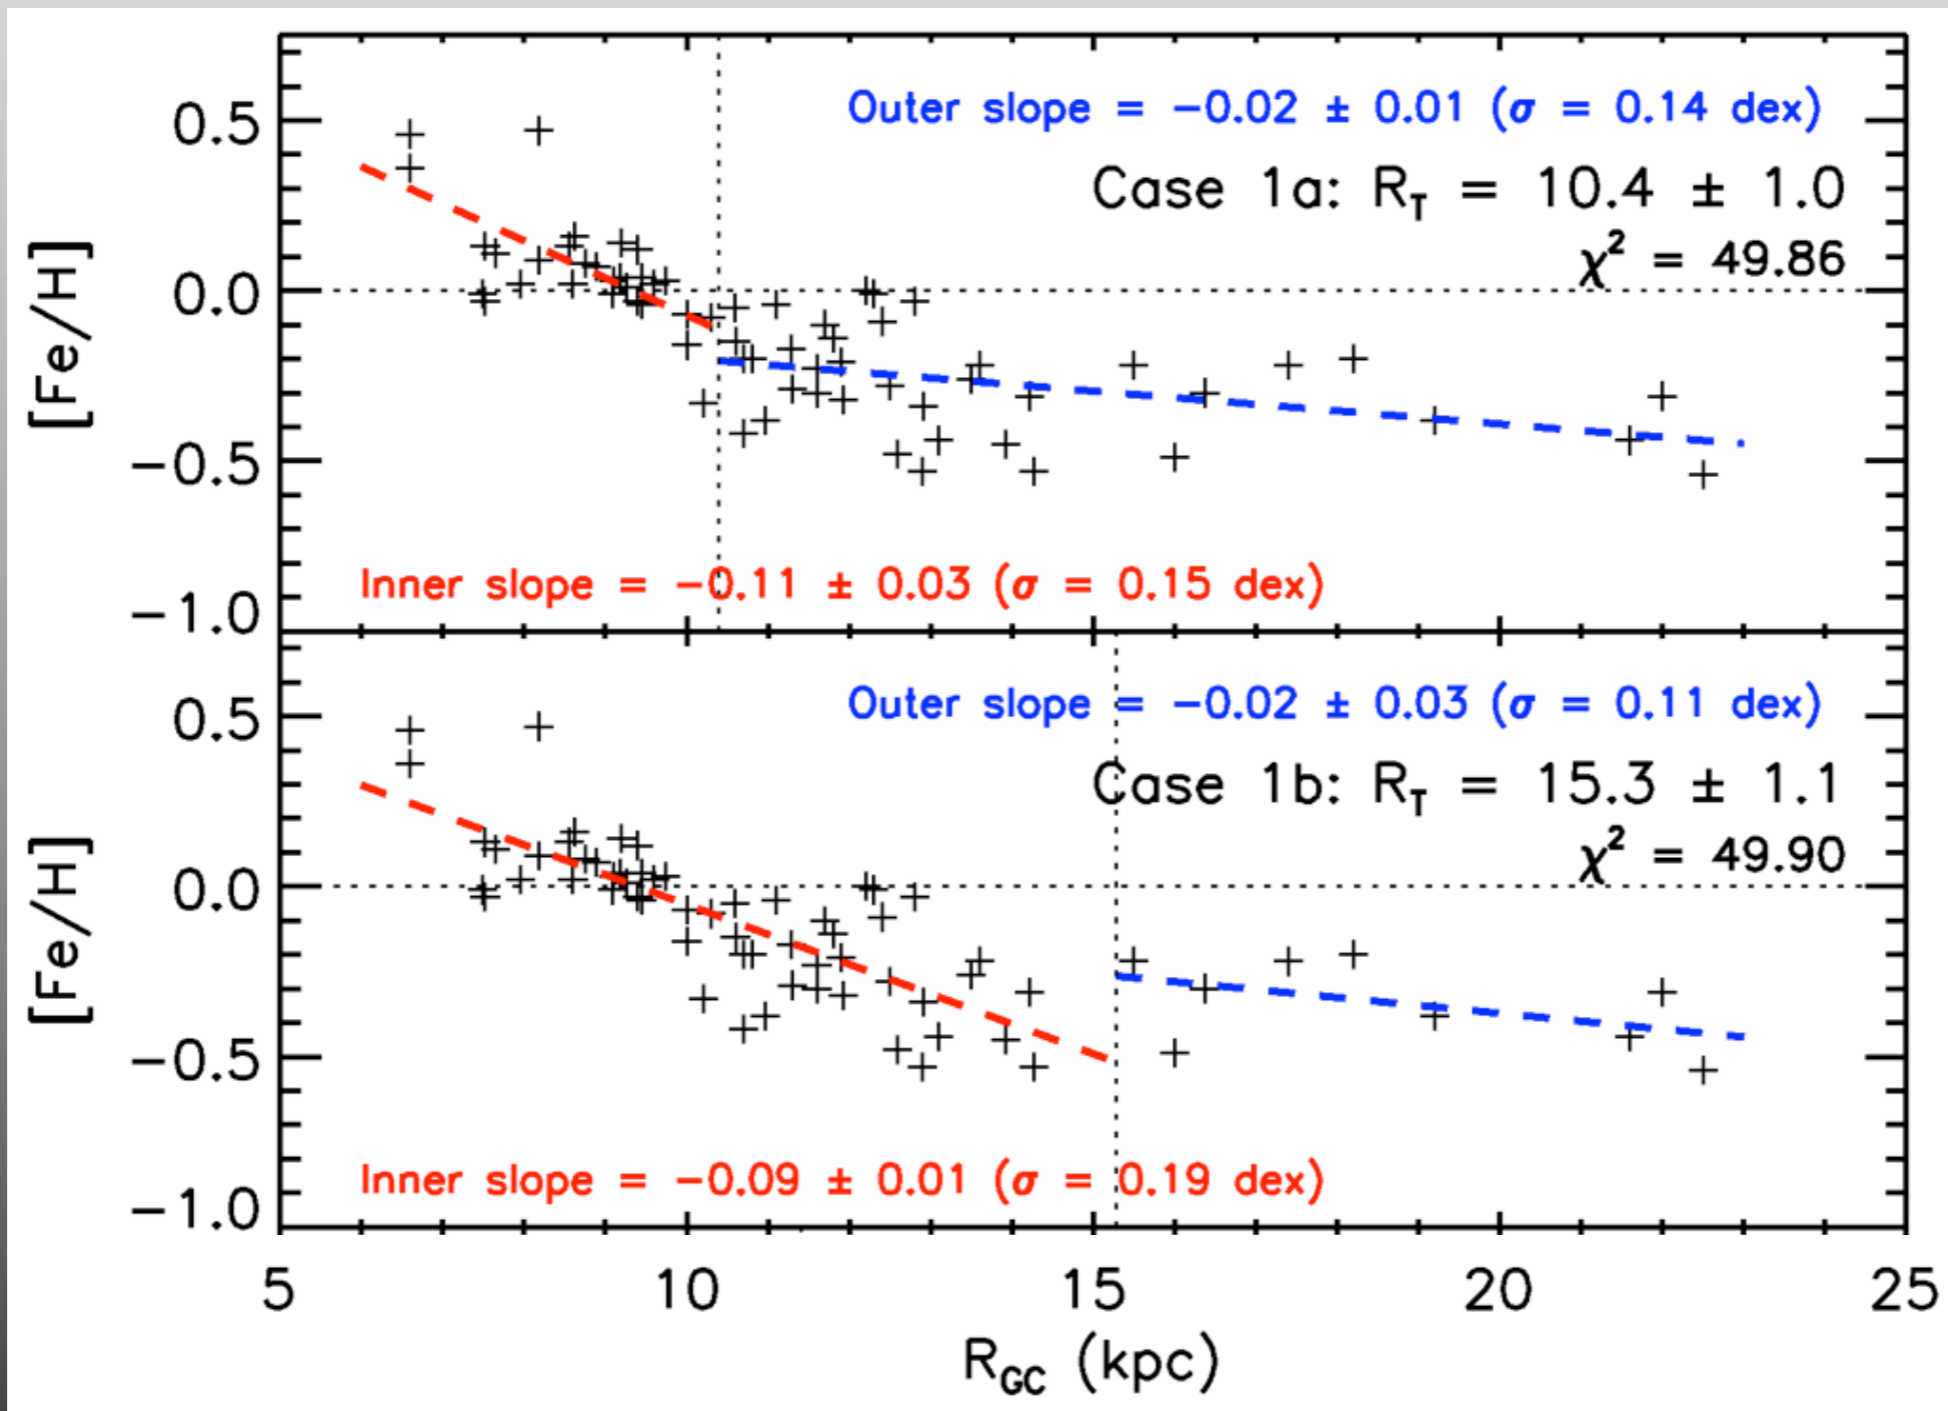 Outer slope = −0.02 ± 0.01 (σ = 0.14 dex)
Case 1a: R_T = 10.4 ± 1.0
χ² = 49.86
Inner slope = −0.11 ± 0.03 (σ = 0.15 dex)
[Fe/H]
0.5
0.0
−0.5
−1.0
Outer slope = −0.02 ± 0.03 (σ = 0.11 dex)
Case 1b: R_T = 15.3 ± 1.1
χ² = 49.90
Inner slope = −0.09 ± 0.01 (σ = 0.19 dex)
[Fe/H]
0.5
0.0
−0.5
−1.0
5 10 15 20 25
R_GC (kpc)